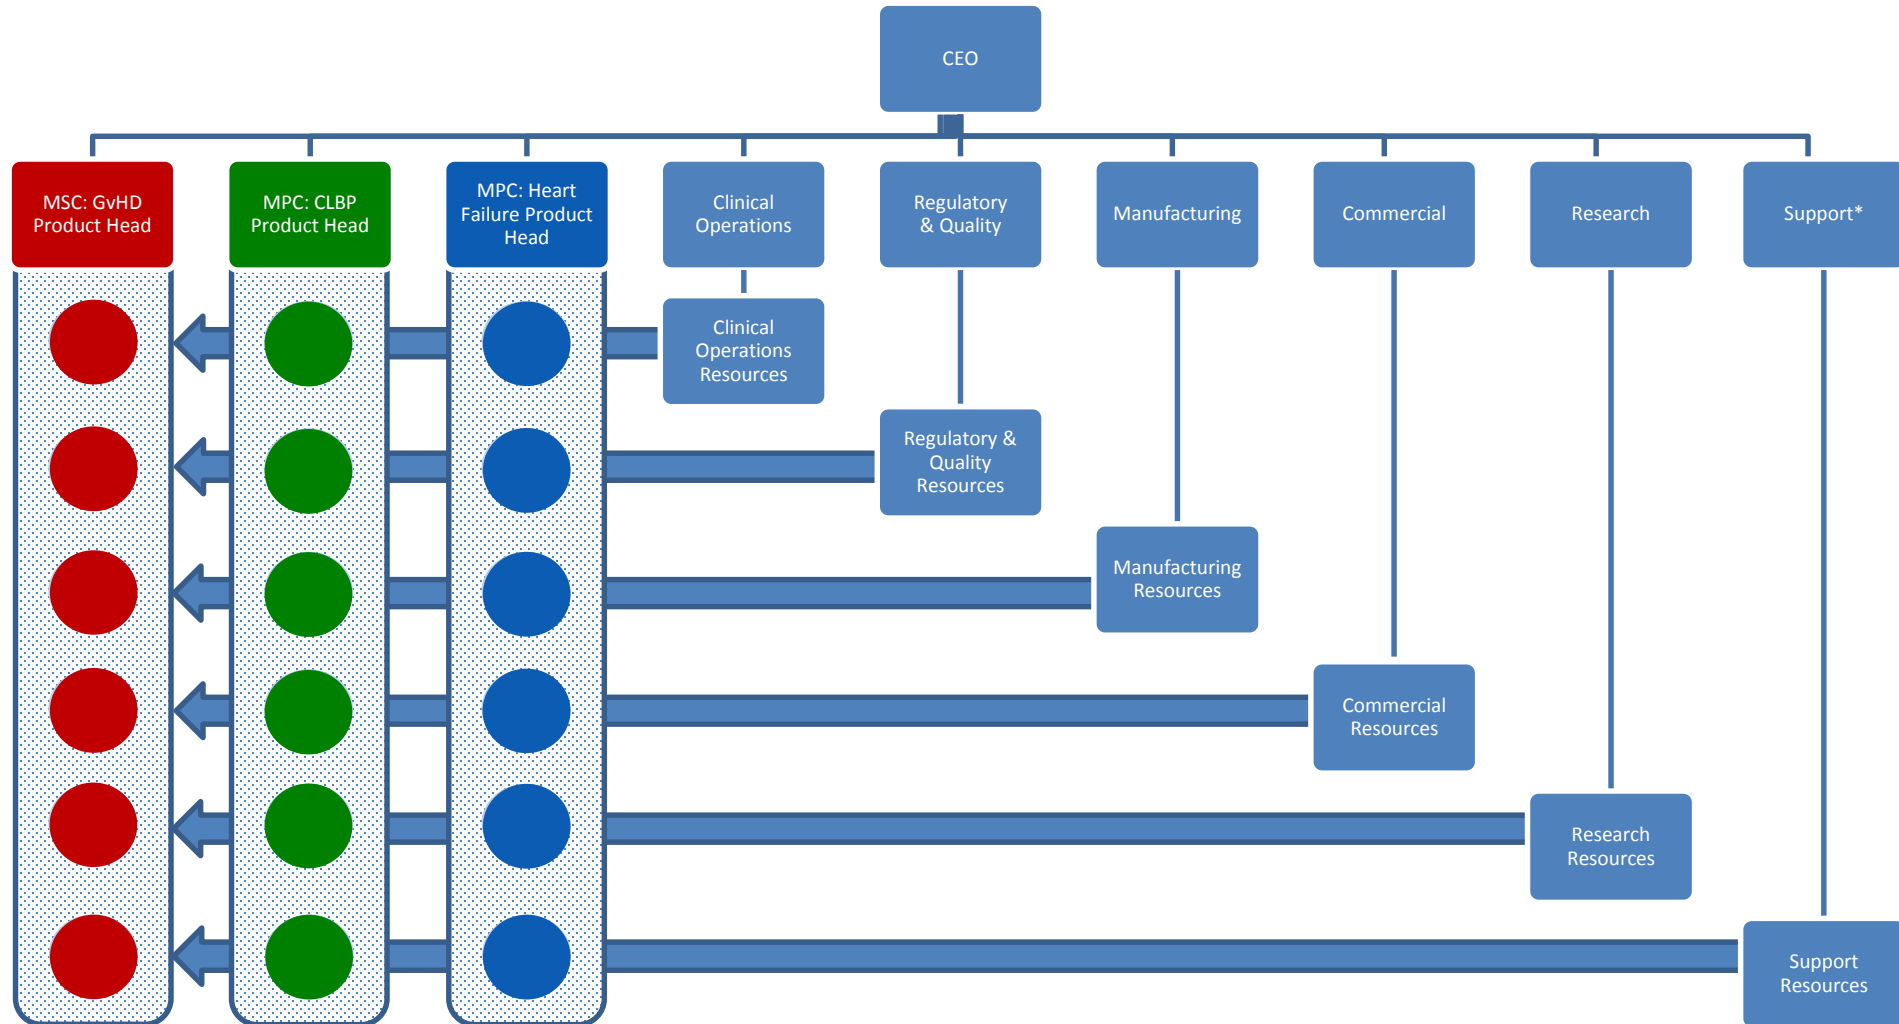 CEO
MSC: GvHD
Product Head
MPC: CLBP
Product Head
MPC: Heart
Failure Product
Head
Clinical
Operations
Regulatory
& Quality
Manufacturing
Commercial
Research
Support*
Clinical
Operations
Resources
Regulatory &
Quality
Resources
Manufacturing
Resources
Commercial
Resources
Research
Resources
Support
Resources